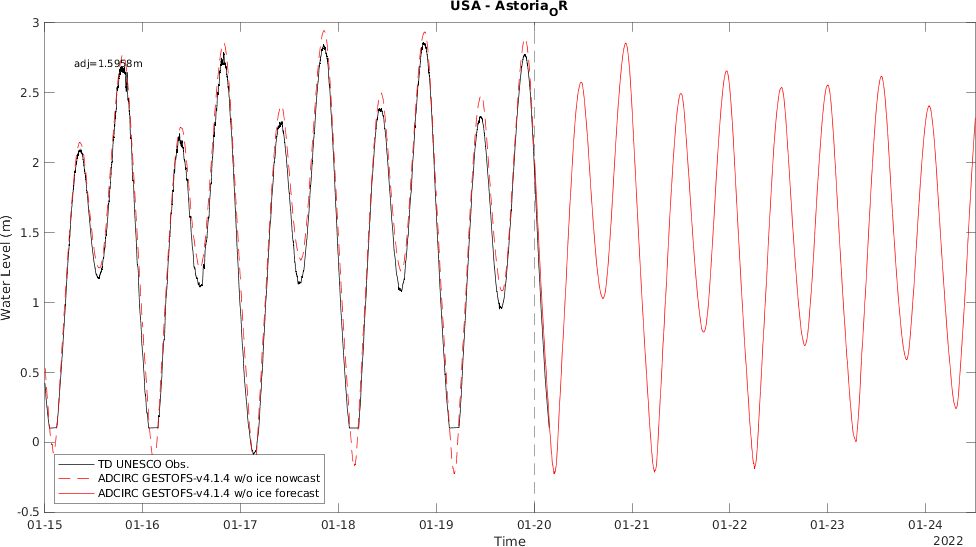 USA - Astoria_OR
adj=1.5958m
3
2.5
2
1.5
1
0.5
0
-0.5
Water Level (m)
TD UNESCO Obs.
ADCIRC GESTOFS-v4.1.4 w/o ice nowcast
ADCIRC GESTOFS-v4.1.4 w/o ice forecast
01-15 01-16 01-17 01-18 01-19 01-20 01-21 01-22 01-23 01-24
Time
2022